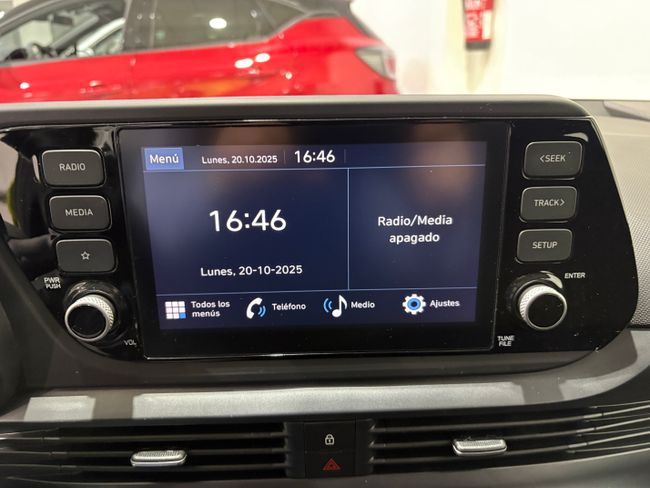 RADIO
MEDIA
PWR
PUSH
VOL
Menú
Lunes, 20.10.2025
16:46
16:46
Lunes, 20-10-2025
Radio/Media
apagado
Todos los
menús
Teléfono
Medio
Ajustes
<SEEK
TRACK>
SETUP
ENTER
TUNE
FILE